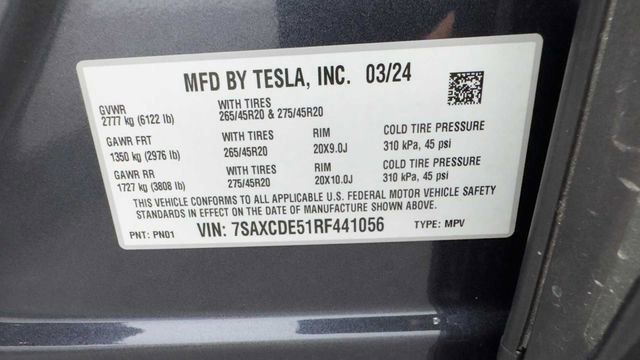 MFD BY TESLA, INC. 03/24
GVWR
2777 kg (6122 lb)
WITH TIRES
265/45R20 & 275/45R20
GAWR FRT
1350 kg (2976 lb)
WITH TIRES
265/45R20
RIM
20X9.0J
COLD TIRE PRESSURE
310 kPa, 45 psi
GAWR RR
1727 kg (3808 lb)
WITH TIRES
275/45R20
RIM
20X10.0J
COLD TIRE PRESSURE
310 kPa, 45 psi
THIS VEHICLE CONFORMS TO ALL APPLICABLE U.S. FEDERAL MOTOR VEHICLE SAFETY
STANDARDS IN EFFECT ON THE DATE OF MANUFACTURE SHOWN ABOVE.
PNT: PN01 VIN: 7SAXCDE51RF441056 TYPE: MPV